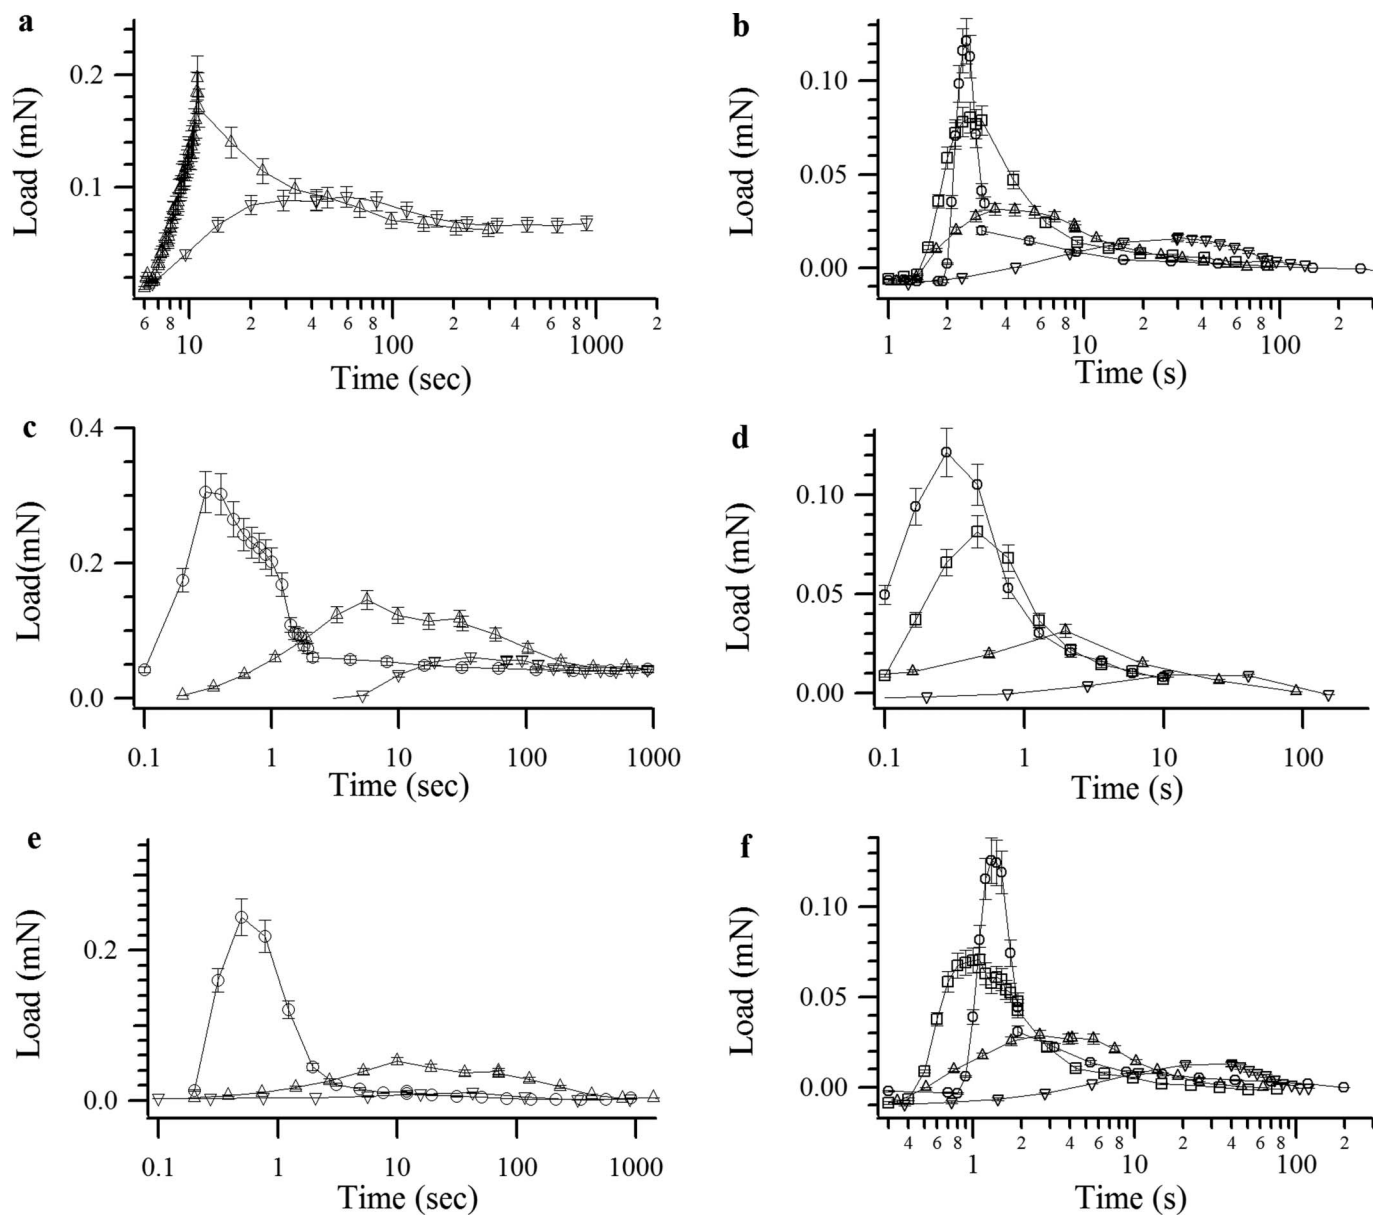 a
Load (mN)
0.2
0.1
6 8 2 4 6 8 2 4 6 8 2
10 100 1000
Time (sec)
b
Load (mN)
0.10
0.05
0.00
2 4 6 8 2 4 6 8 2
1 10 100
Time (s)
c
Load(mN)
0.4
0.2
0.0
0.1 1 10 100 1000
Time (sec)
d
Load (mN)
0.10
0.05
0.00
0.1 1 10 100
Time (s)
e
Load (mN)
0.2
0.0
0.1 1 10 100 1000
Time (sec)
f
Load (mN)
0.10
0.05
0.00
4 6 8 2 4 6 8 2 4 6 8 2
1 10 100
Time (s)